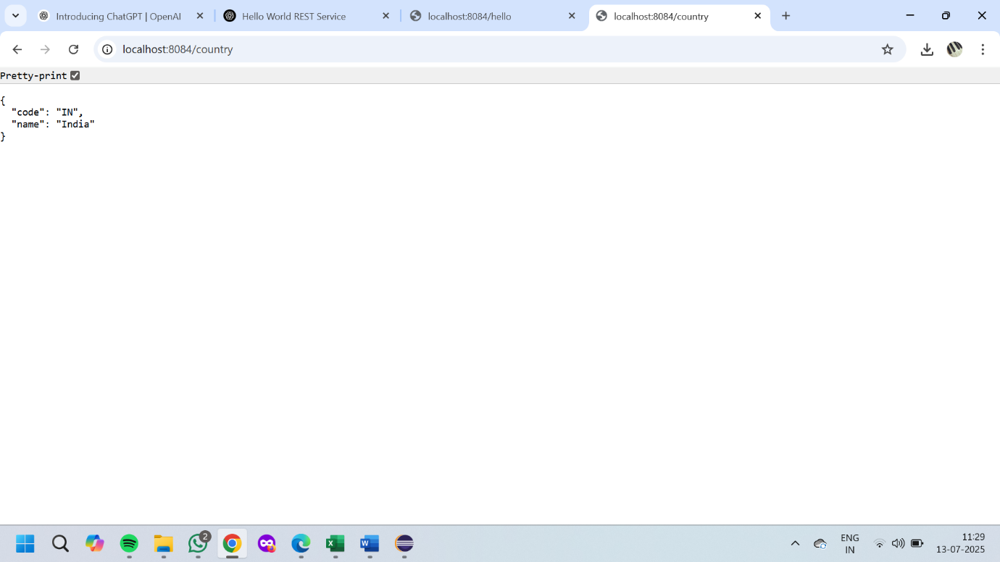 Introducing ChatGPT | OpenAI
Hello World REST Service
localhost:8084/hello
localhost:8084/country
localhost:8084/country
Pretty-print
{
  "code": "IN",
  "name": "India"
}
2
ENG
IN
11:29
13-07-2025